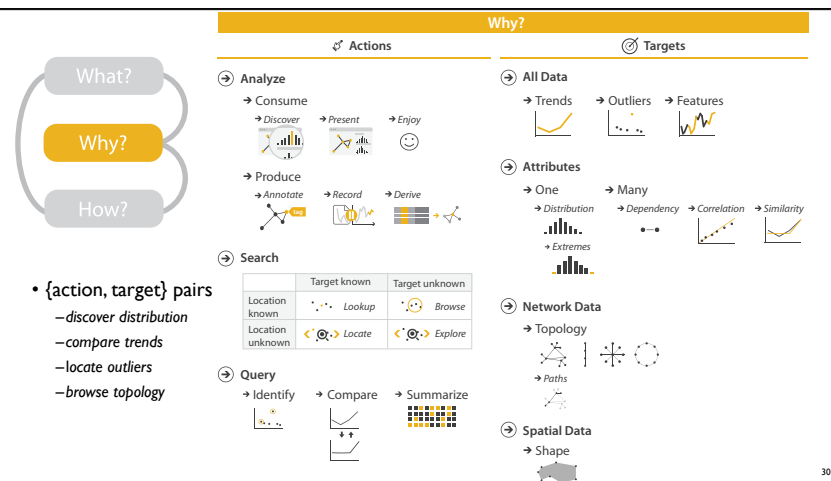 Why?
What?
Why?
How?
• {action, target} pairs
–discover distribution
–compare trends
–locate outliers
–browse topology
Actions
Analyze
➔ Consume
➔ Discover ➔ Present ➔ Enjoy
➔ Produce
➔ Annotate ➔ Record ➔ Derive
tag
Search
Target known Target unknown
Location known Lookup Browse
Location unknown Locate Explore
Query
➔ Identify ➔ Compare ➔ Summarize
Targets
All Data
➔ Trends ➔ Outliers ➔ Features
Attributes
➔ One ➔ Many
➔ Distribution ➔ Dependency ➔ Correlation ➔ Similarity
➔ Extremes
Network Data
➔ Topology
➔ Paths
Spatial Data
➔ Shape
30